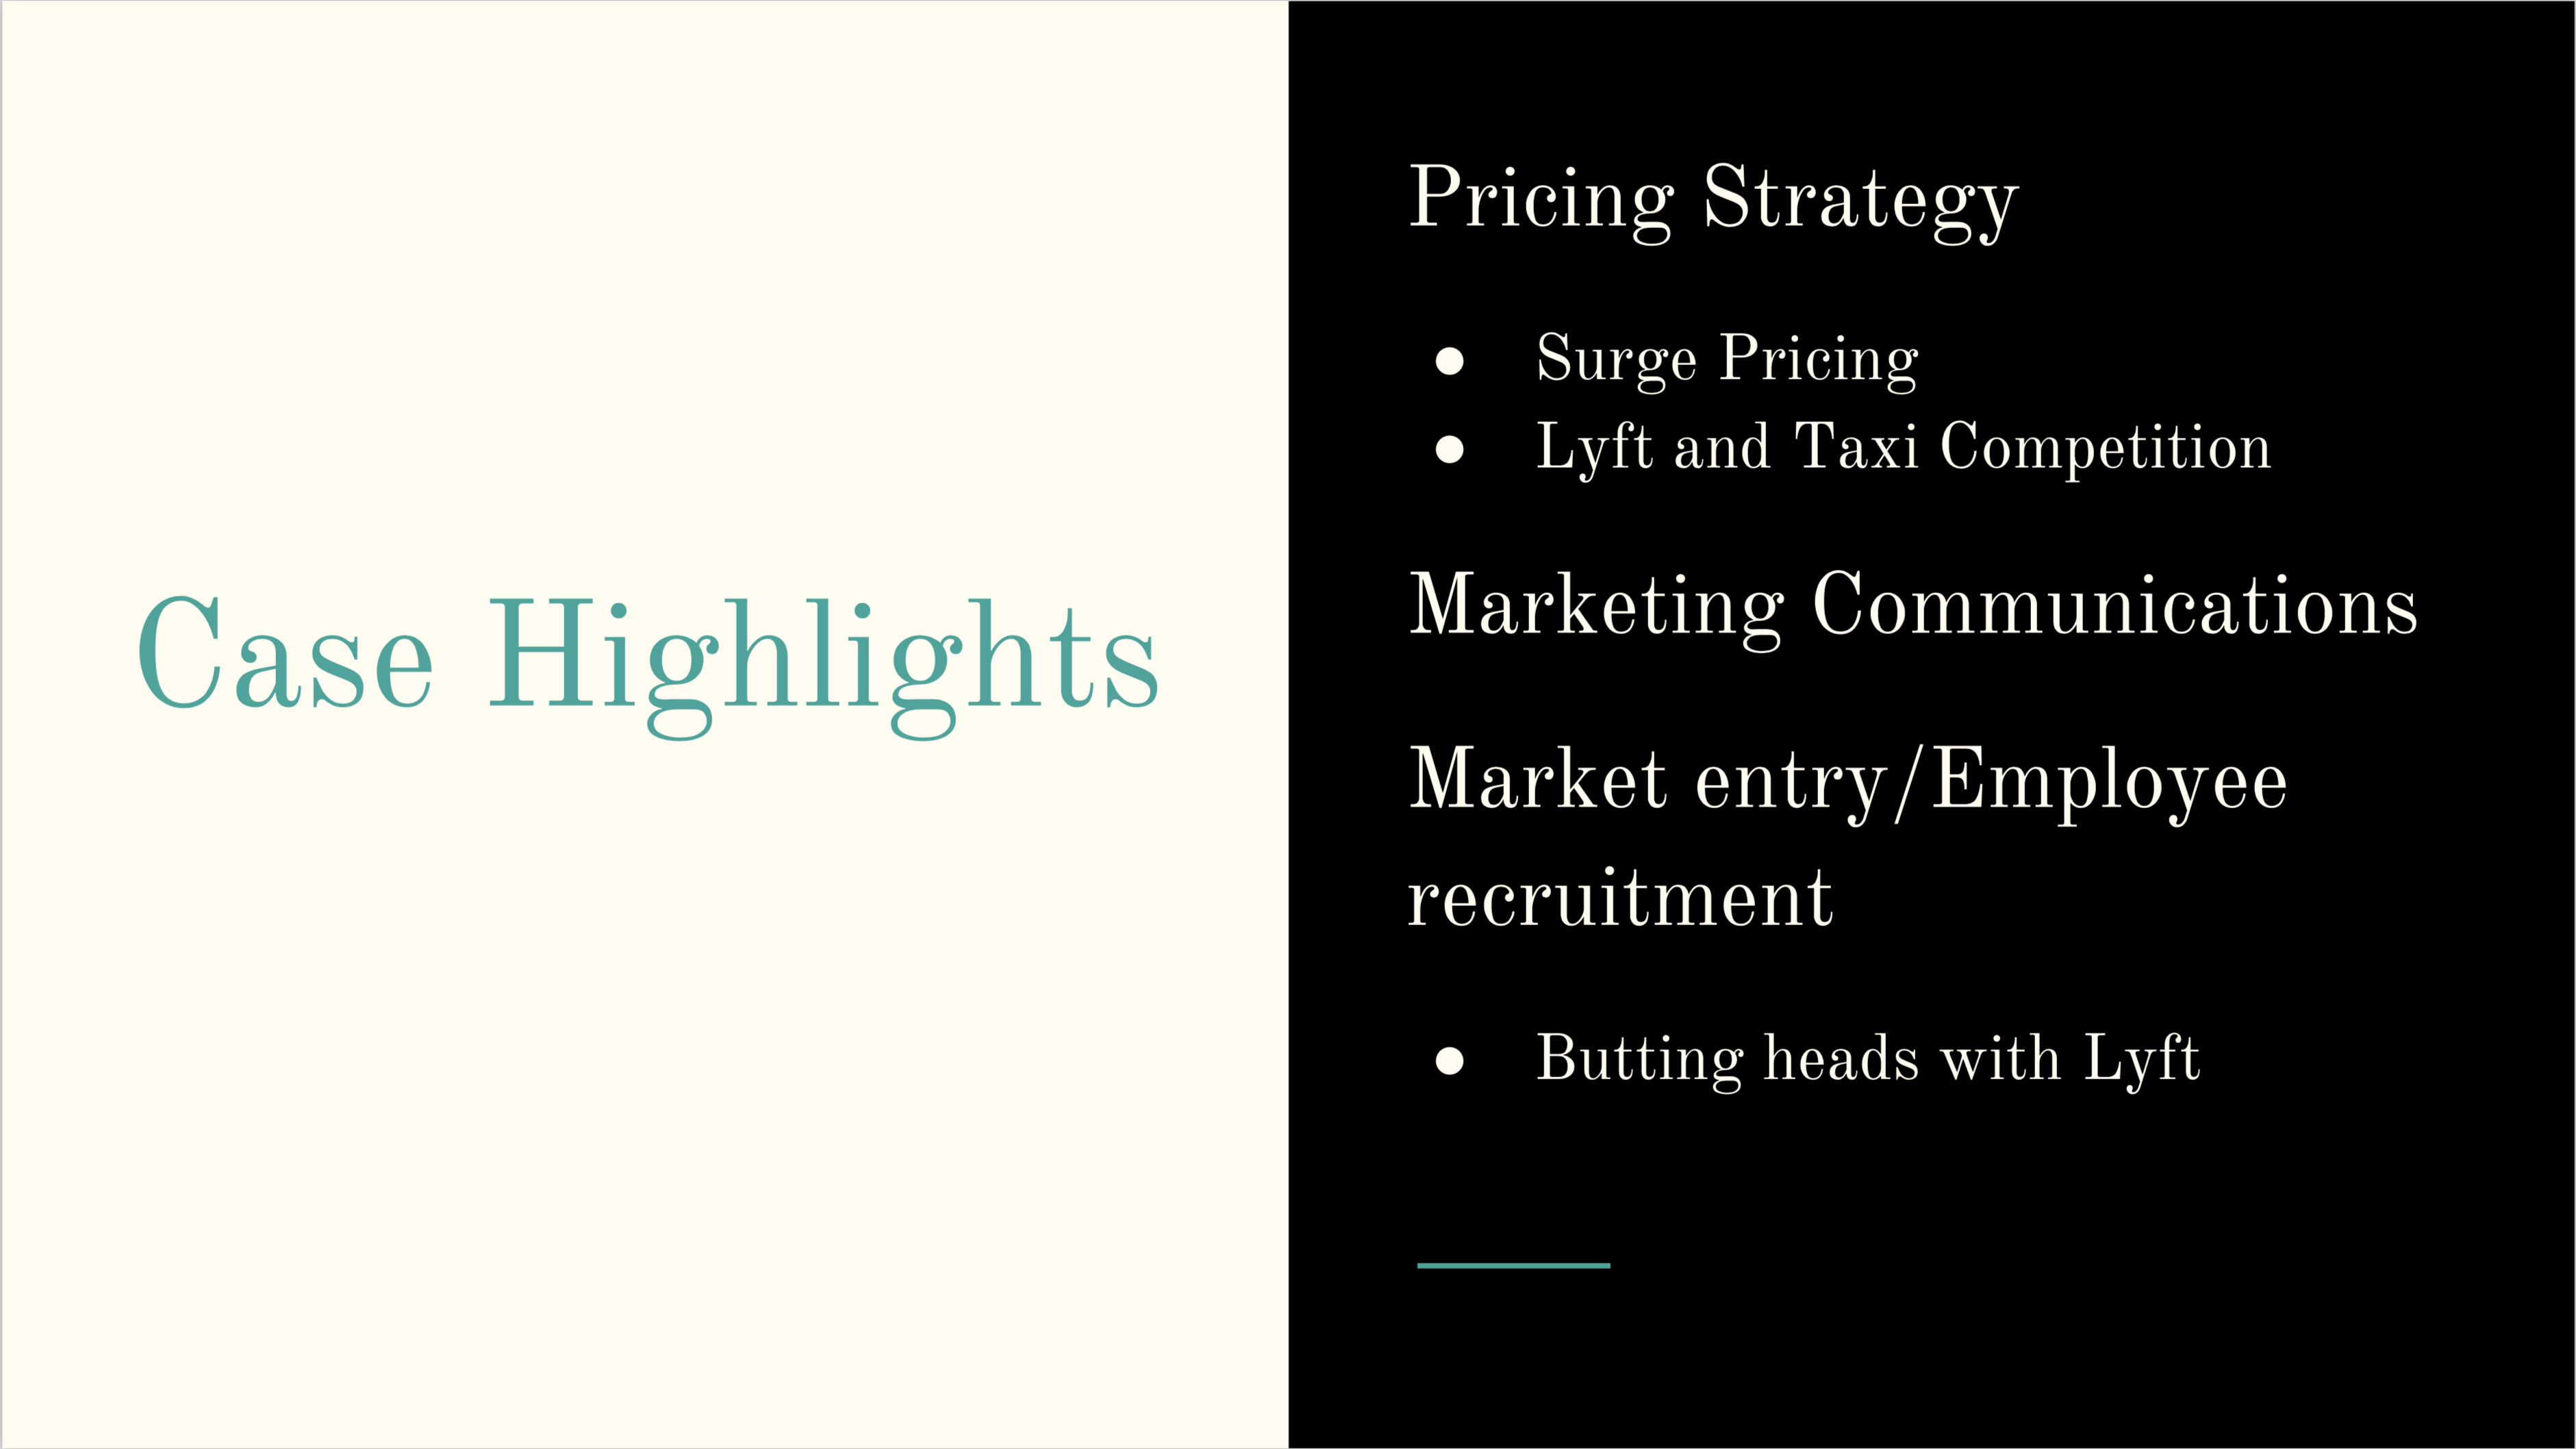 Case Highlights
Pricing Strategy
● Surge Pricing
● Lyft and Taxi Competition
Marketing Communications
Market entry/Employee
recruitment
● Butting heads with Lyft